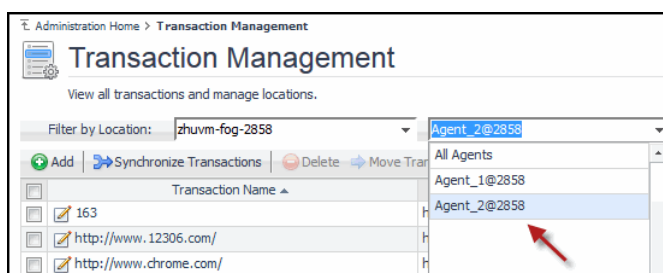 Administration Home > Transaction Management
Transaction Management
View all transactions and manage locations.
Filter by Location: zhuvm-fog-2858 Agent_2@2858
Add Synchronize Transactions Delete Move Tran All Agents
Agent_1@2858
Transaction Name
Agent_2@2858
163 h
http://www.12306.com/ h
http://www.chrome.com/ h